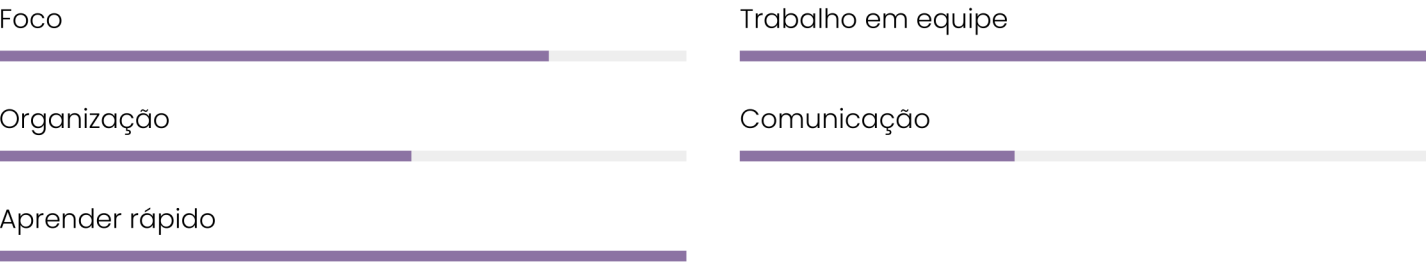 Foco
Trabalho em equipe
Organização
Comunicação
Aprender rápido